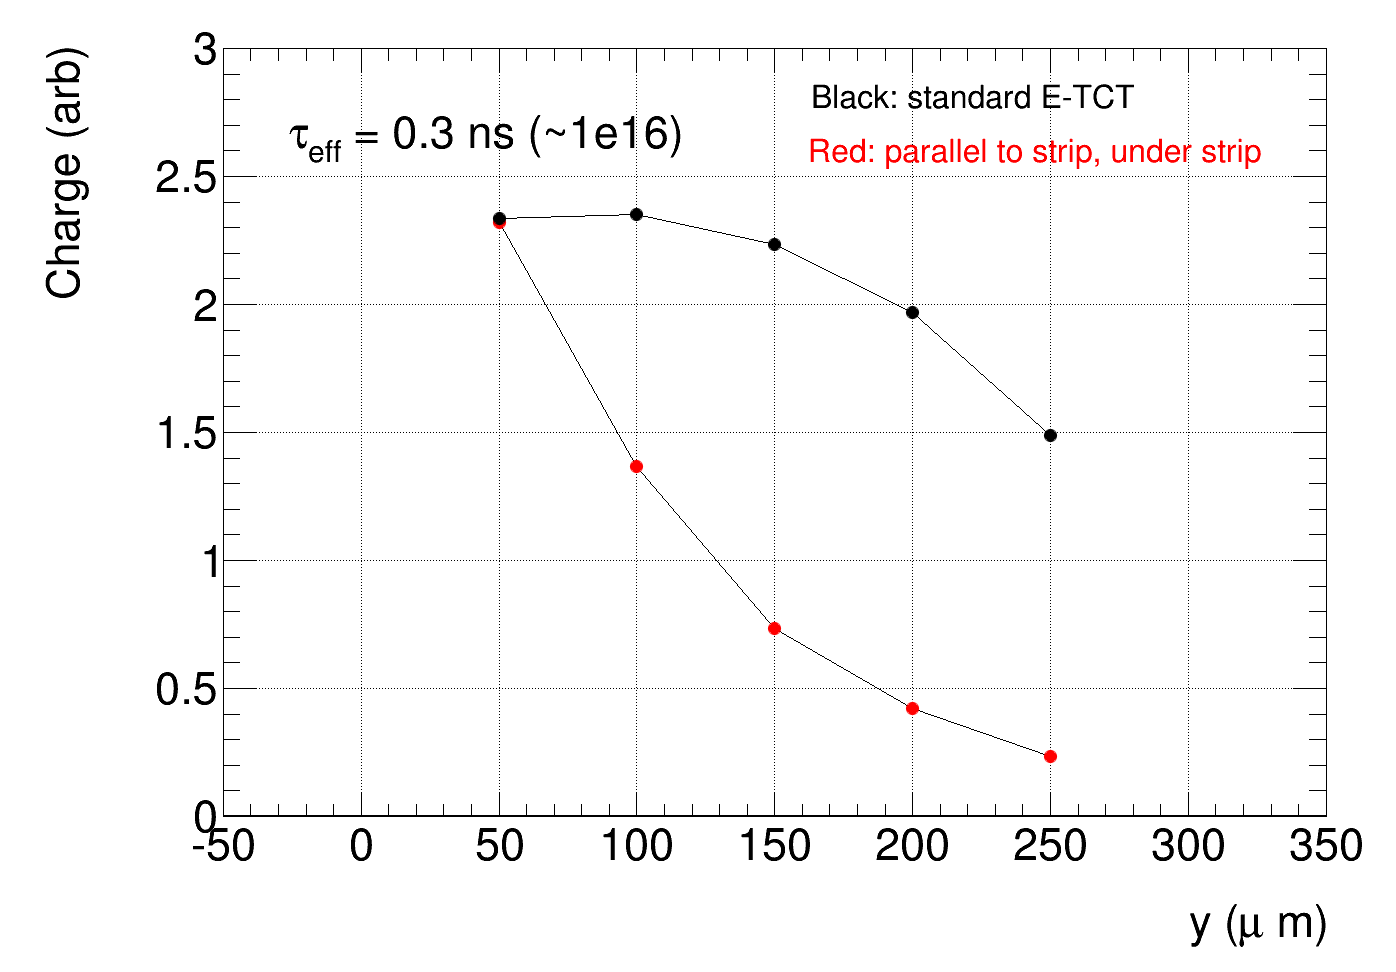 Charge (arb)
3
2.5
2
1.5
1
0.5
0
τeff = 0.3 ns (~1e16)
Black: standard E-TCT
Red: parallel to strip, under strip
-50 0 50 100 150 200 250 300 350
y (μ m)